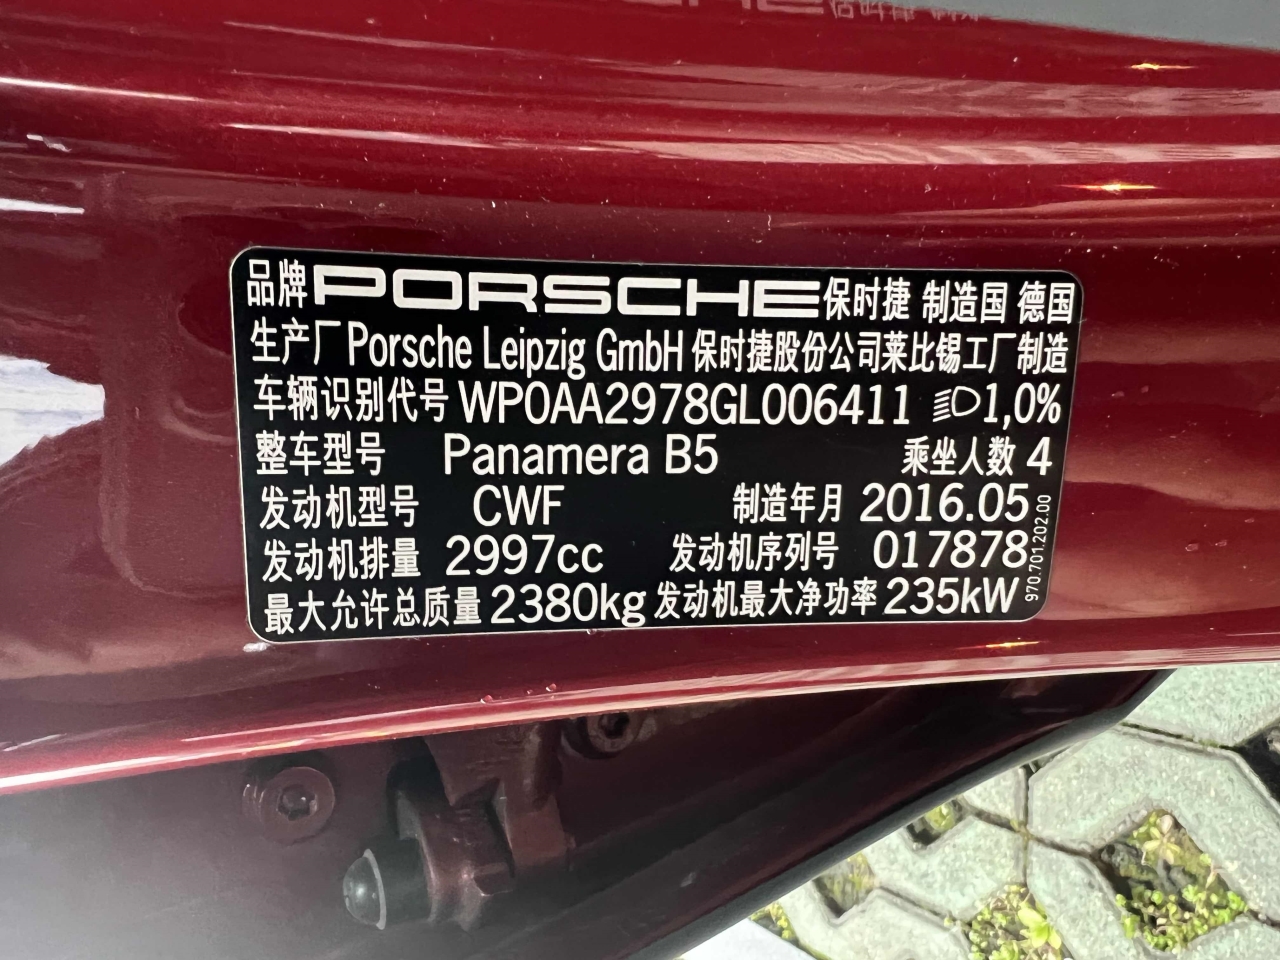 品牌 PORSCHE 保时捷 制造国 德国
生产厂 Porsche Leipzig GmbH 保时捷股份公司莱比锡工厂制造
车辆识别代号 WP0AA2978GL006411 1,0%
整车型号 Panamera B5 乘坐人数 4
发动机型号 CWF 制造年月 2016.05
发动机排量 2997cc 发动机序列号 017878
最大允许总质量 2380kg 发动机最大净功率 235kW
970.701.202.00